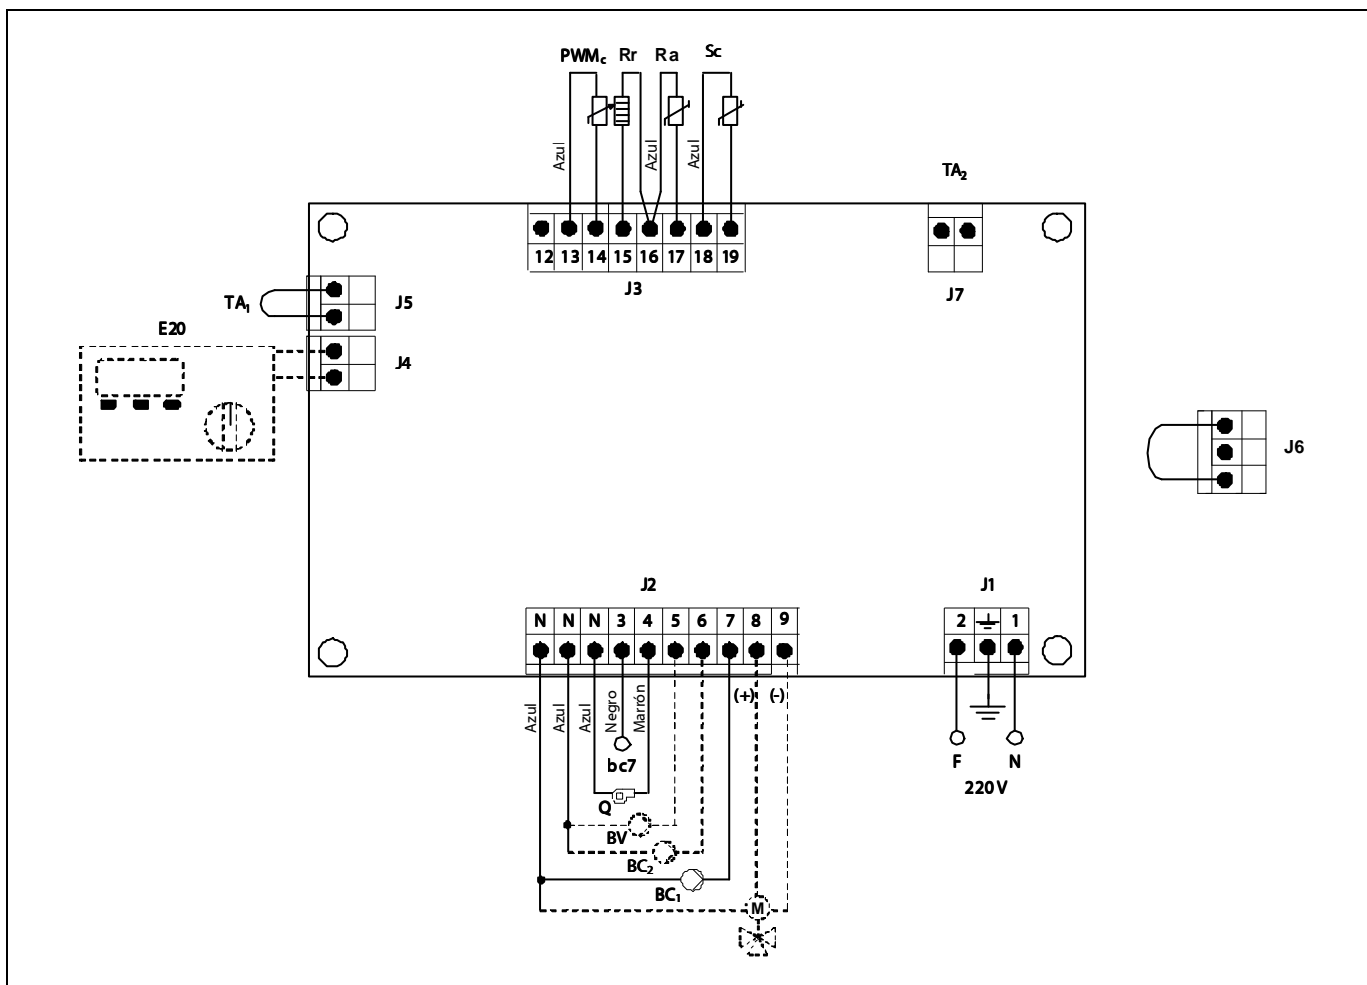 PWMc Rr Ra Sc
Azul Azul Azul
TA₂
12 13 14 15 16 17 18 19
J3
J7
TA₁
J5
E20
J4
J6
J2
J1
N N N 3 4 5 6 7 8 9
2 1
Azul Azul Azul Negro Marrón
(+) (-)
bc7
F N
220 V
Q
BV
BC₂
BC₁
M